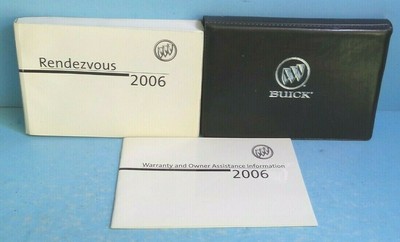 Rendezvous
2006
BUICK
Warranty and Owner Assistance Information
2006